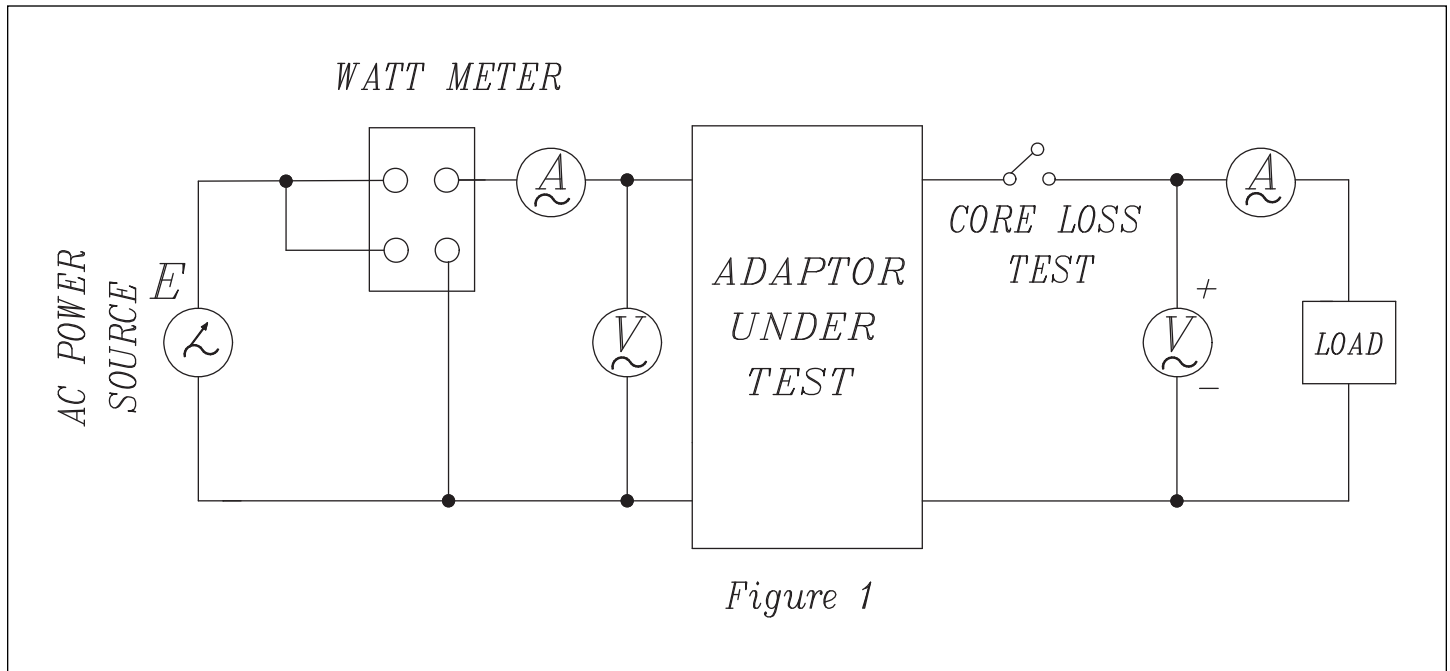 WATT METER
AC POWER
SOURCE
E
A
V
ADAPTOR
UNDER
TEST
CORE LOSS
TEST
V
+
-
A
LOAD
Figure 1